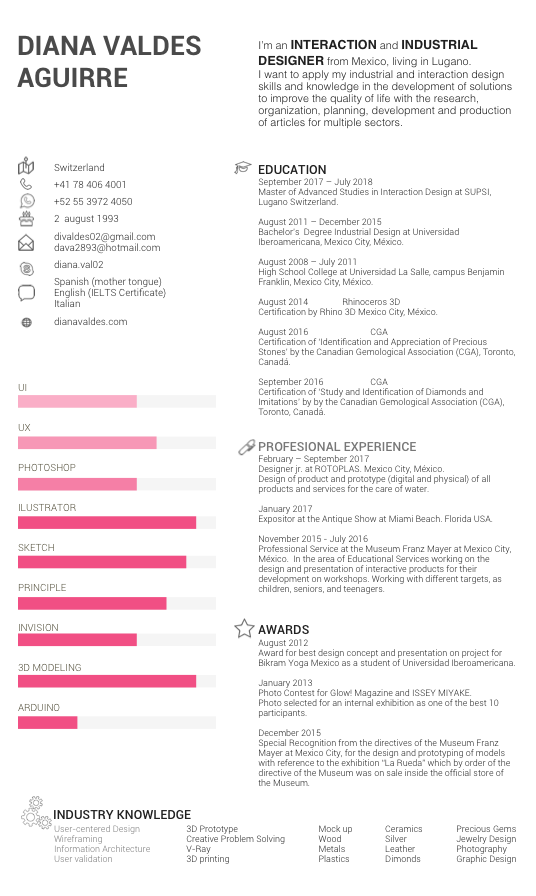 DIANA VALDES
AGUIRRE
I'm an INTERACTION and INDUSTRIAL
DESIGNER from Mexico, living in Lugano.
I want to apply my industrial and interaction design
skills and knowledge in the development of solutions
to improve the quality of life with the research,
organization, planning, development and production
of articles for multiple sectors.
Switzerland
+41 78 406 4001
+52 55 3972 4050
2 august 1993
divaldes02@gmail.com
dava2893@hotmail.com
diana.val02
Spanish (mother tongue)
English (IELTS Certificate)
Italian
dianavaldes.com
UI
UX
PHOTOSHOP
ILUSTRATOR
SKETCH
PRINCIPLE
INVISION
3D MODELING
ARDUINO
EDUCATION
September 2017 – July 2018
Master of Advanced Studies in Interaction Design at SUPSI,
Lugano Switzerland.
August 2011 – December 2015
Bachelor's Degree Industrial Design at Universidad
Iberoamericana, Mexico City, México.
August 2008 – July 2011
High School College at Universidad La Salle, campus Benjamin
Franklin, Mexico City, México.
August 2014 Rhinoceros 3D
Certification by Rhino 3D Mexico City, México.
August 2016 CGA
Certification of 'Identification and Appreciation of Precious
Stones' by the Canadian Gemological Association (CGA), Toronto,
Canadá.
September 2016 CGA
Certification of 'Study and Identification of Diamonds and
Imitations' by by the Canadian Gemological Association (CGA),
Toronto, Canadá.
PROFESIONAL EXPERIENCE
February – September 2017
Designer jr. at ROTOPLAS. Mexico City, México.
Design of product and prototype (digital and physical) of all
products and services for the care of water.
January 2017
Expositor at the Antique Show at Miami Beach. Florida USA.
November 2015 - July 2016
Professional Service at the Museum Franz Mayer at Mexico City,
México. In the area of Educational Services working on the
design and presentation of interactive products for their
development on workshops. Working with different targets, as
children, seniors, and teenagers.
AWARDS
August 2012
Award for best design concept and presentation on project for
Bikram Yoga Mexico as a student of Universidad Iberoamericana.
January 2013
Photo Contest for Glow! Magazine and ISSEY MIYAKE.
Photo selected for an internal exhibition as one of the best 10
participants.
December 2015
Special Recognition from the directives of the Museum Franz
Mayer at Mexico City, for the design and prototyping of models
with reference to the exhibition "La Rueda" which by order of the
directive of the Museum was on sale inside the official store of
the Museum.
INDUSTRY KNOWLEDGE
User-centered Design 3D Prototype Mock up Ceramics Precious Gems
Wireframing Creative Problem Solving Wood Silver Jewelry Design
Information Architecture V-Ray Metals Leather Photography
User validation 3D printing Plastics Dimonds Graphic Design